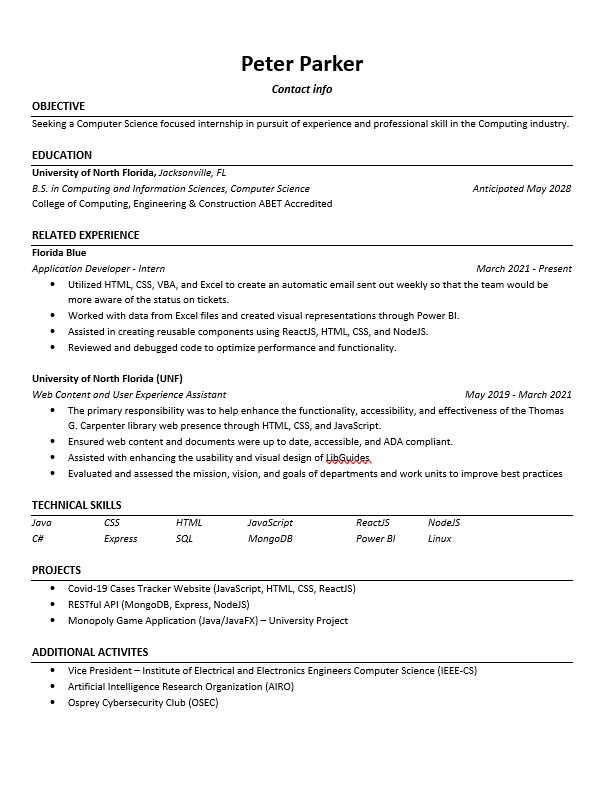 Peter Parker
Contact info
OBJECTIVE
Seeking a Computer Science focused internship in pursuit of experience and professional skill in the Computing industry.
EDUCATION
University of North Florida, Jacksonville, FL
B.S. in Computing and Information Sciences, Computer Science Anticipated May 2028
College of Computing, Engineering & Construction ABET Accredited
RELATED EXPERIENCE
Florida Blue
Application Developer - Intern March 2021 - Present
• Utilized HTML, CSS, VBA, and Excel to create an automatic email sent out weekly so that the team would be
more aware of the status on tickets.
• Worked with data from Excel files and created visual representations through Power BI.
• Assisted in creating reusable components using ReactJS, HTML, CSS, and NodeJS.
• Reviewed and debugged code to optimize performance and functionality.
University of North Florida (UNF)
Web Content and User Experience Assistant May 2019 - March 2021
• The primary responsibility was to help enhance the functionality, accessibility, and effectiveness of the Thomas
G. Carpenter library web presence through HTML, CSS, and JavaScript.
• Ensured web content and documents were up to date, accessible, and ADA compliant.
• Assisted with enhancing the usability and visual design of LibGuides
• Evaluated and assessed the mission, vision, and goals of departments and work units to improve best practices
TECHNICAL SKILLS
Java CSS HTML JavaScript ReactJS NodeJS
C# Express SQL MongoDB Power BI Linux
PROJECTS
• Covid-19 Cases Tracker Website (JavaScript, HTML, CSS, ReactJS)
• RESTful API (MongoDB, Express, NodeJS)
• Monopoly Game Application (Java/JavaFX) – University Project
ADDITIONAL ACTIVITES
• Vice President – Institute of Electrical and Electronics Engineers Computer Science (IEEE-CS)
• Artificial Intelligence Research Organization (AIRO)
• Osprey Cybersecurity Club (OSEC)